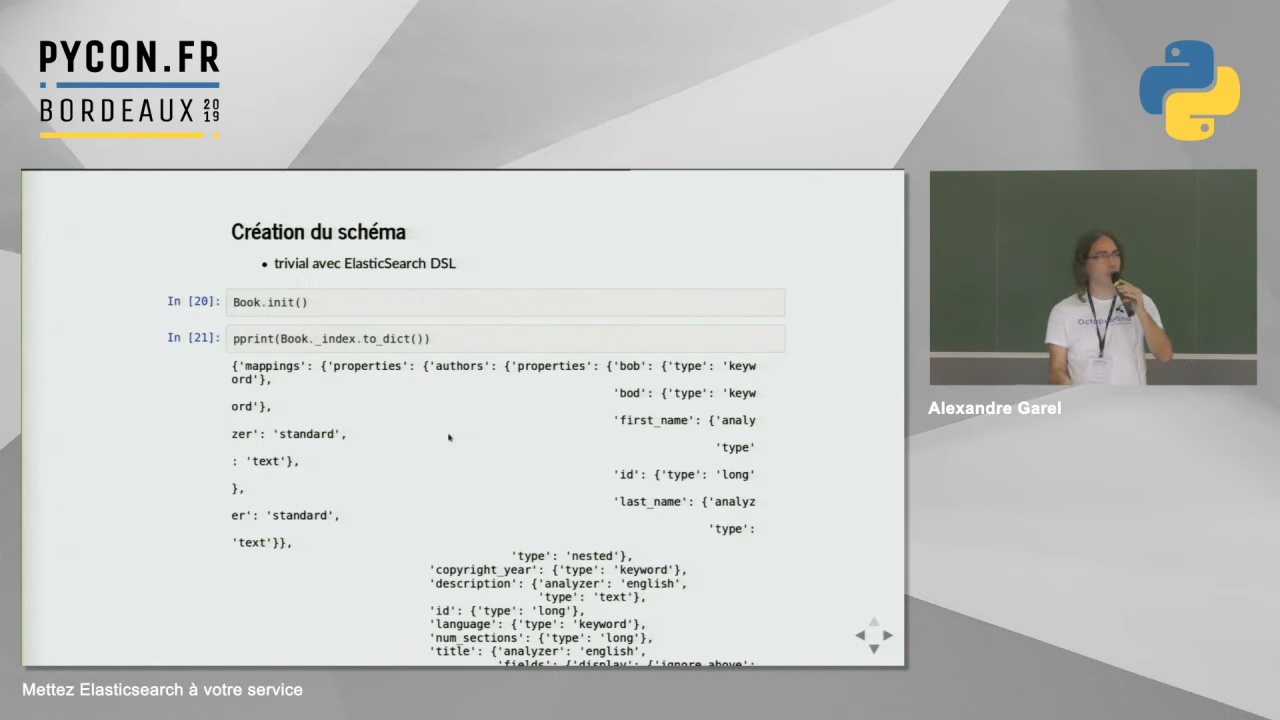 PYCON.FR
BORDEAUX 2019
Création du schéma
• trivial avec ElasticSearch DSL
In [20]: Book.init()
In [21]: pprint(Book._index.to_dict())
{'mappings': {'properties': {'authors': {'properties': {'bob': {'type': 'keyw
ord'},
'bod': {'type': 'keyw
ord'},
'first_name': {'analy
zer': 'standard',
'type'
: 'text'},
'id': {'type': 'long'
},
'last_name': {'analyz
er': 'standard',
'type':
'text'}},
'type': 'nested'},
'copyright_year': {'type': 'keyword'},
'description': {'analyzer': 'english',
'type': 'text'},
'id': {'type': 'long'},
'language': {'type': 'keyword'},
'num_sections': {'type': 'long'},
'title': {'analyzer': 'english',
'fields': {'display': {'ignore_above':
Alexandre Garel
Mettez Elasticsearch à votre service